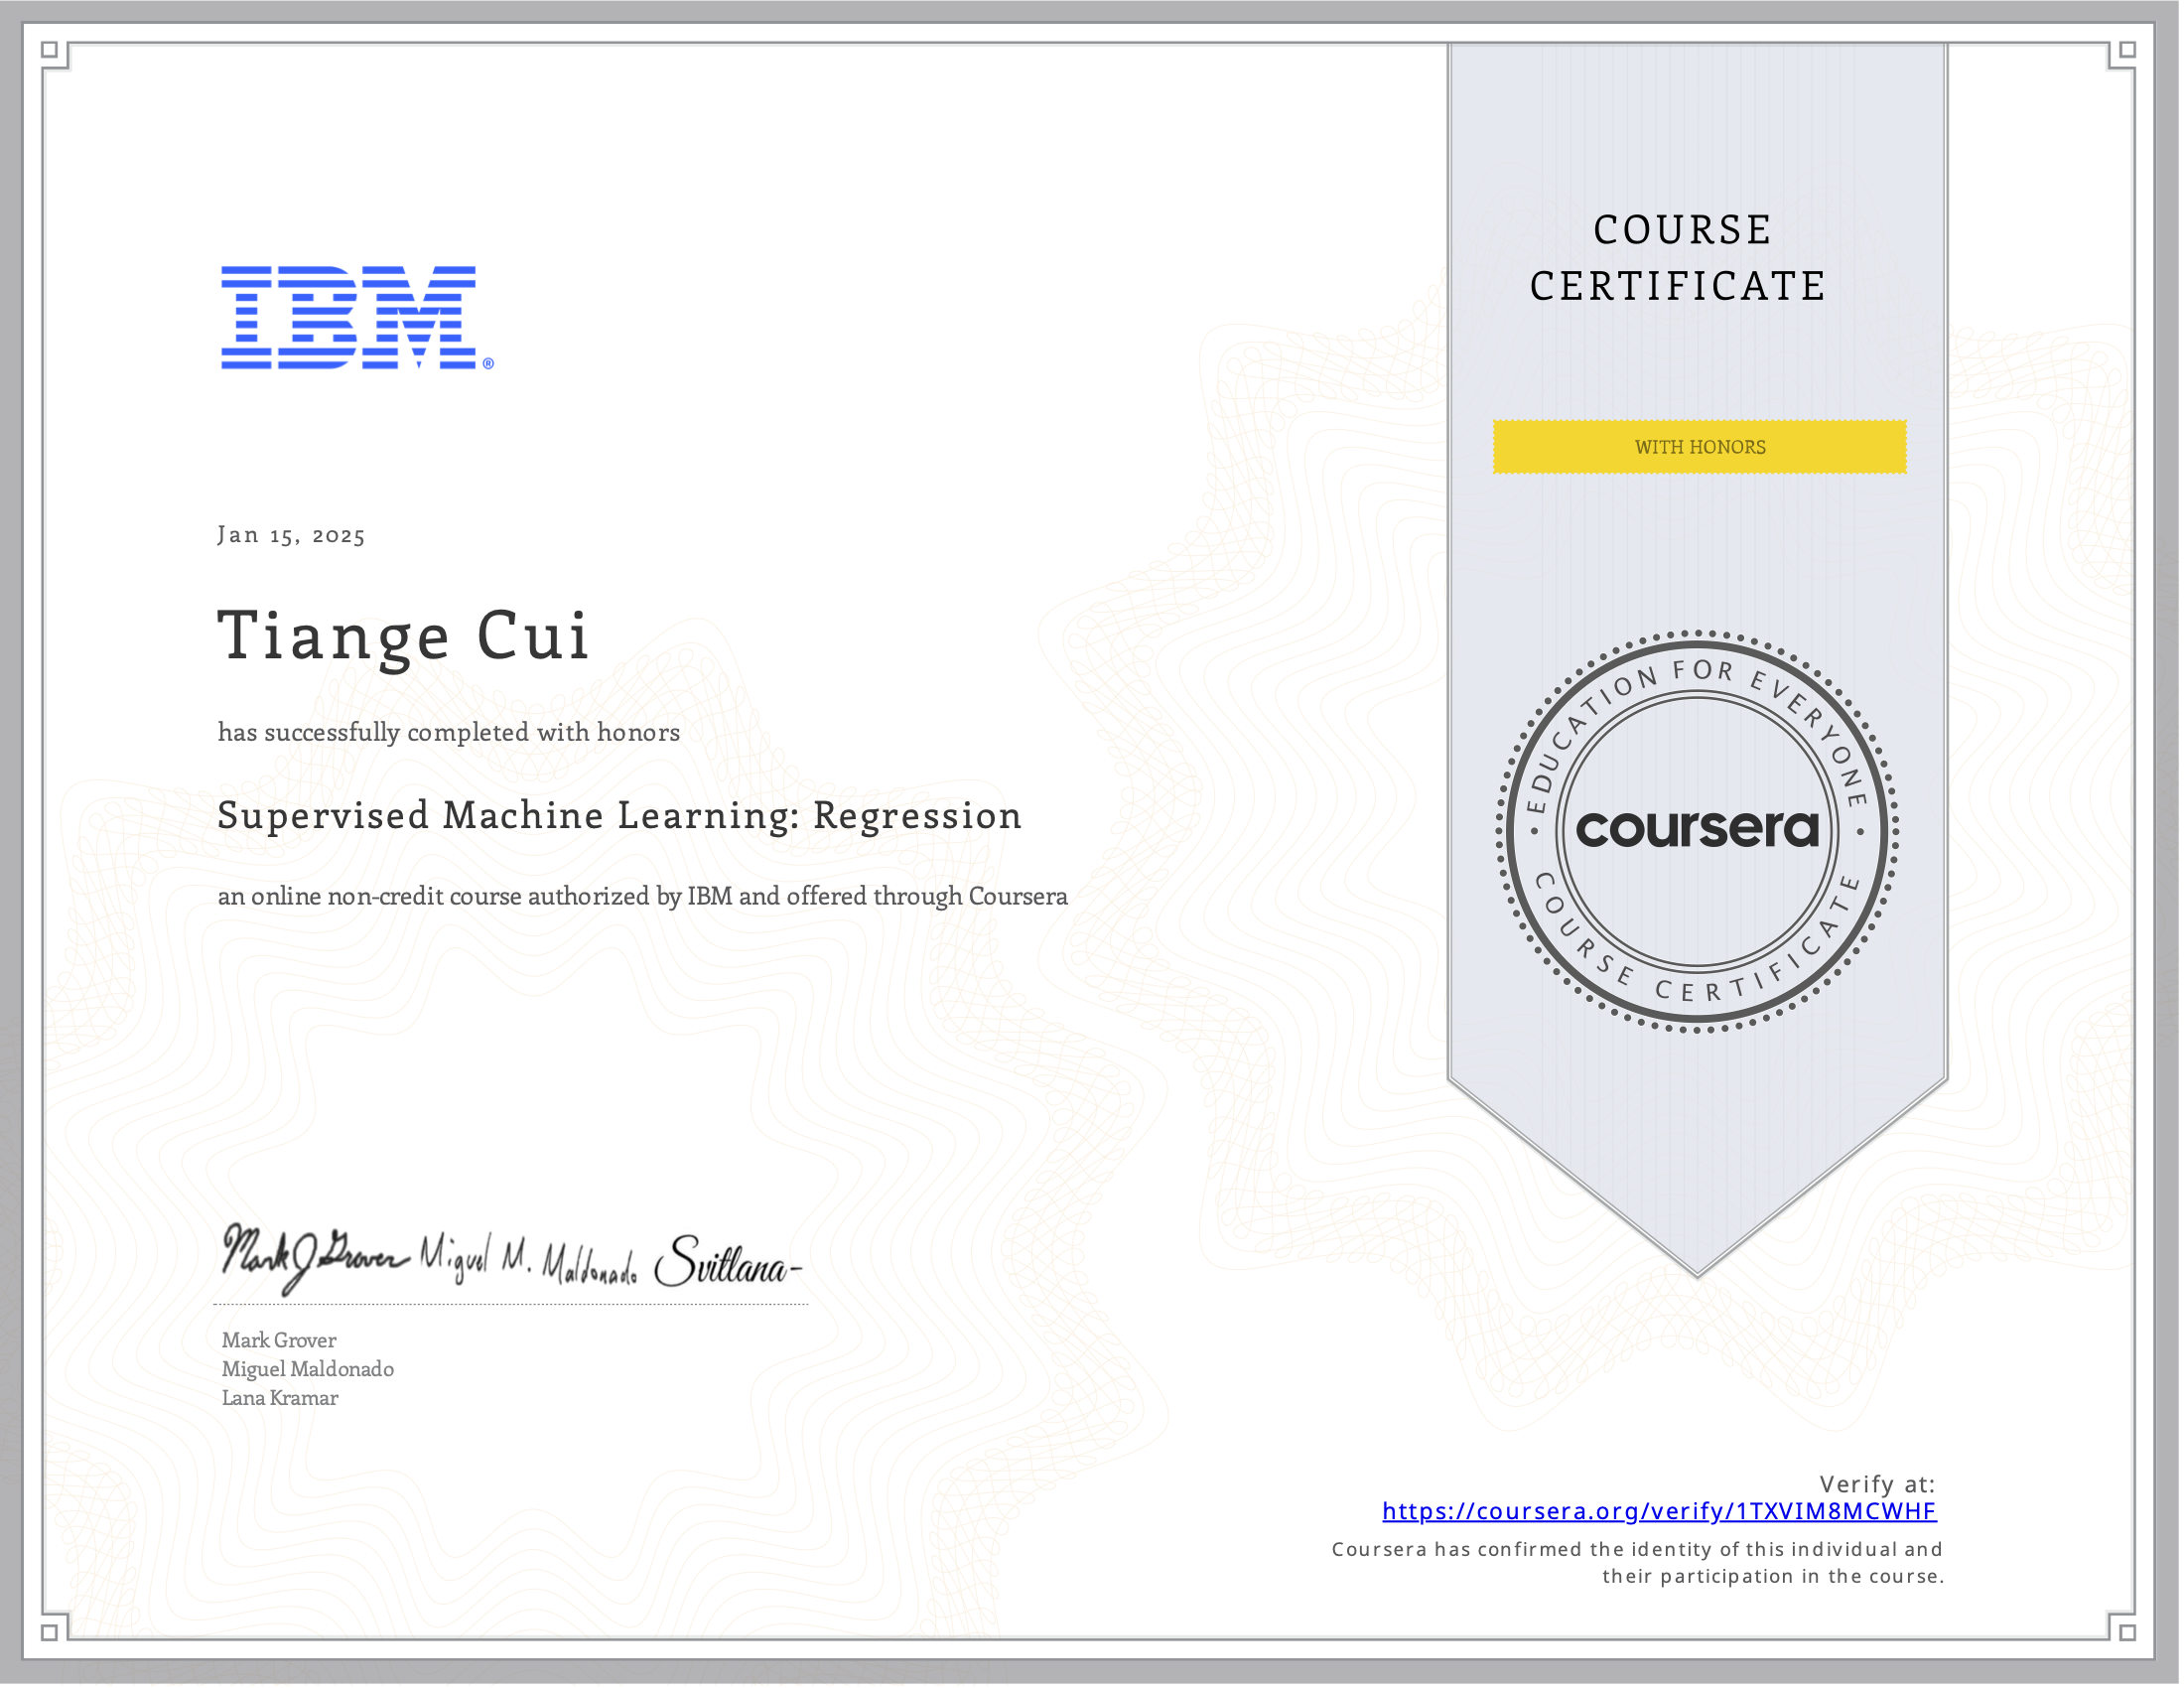 IBM®
COURSE
CERTIFICATE
WITH HONORS
Jan 15, 2025
Tiange Cui
has successfully completed with honors
Supervised Machine Learning: Regression
an online non-credit course authorized by IBM and offered through Coursera
EDUCATION FOR EVERYONE
coursera
COURSE CERTIFICATE
Mark J Grover Miguel M. Maldonado Svitlana-
Mark Grover
Miguel Maldonado
Lana Kramar
Verify at:
https://coursera.org/verify/1TXVIM8MCWHF
Coursera has confirmed the identity of this individual and
their participation in the course.